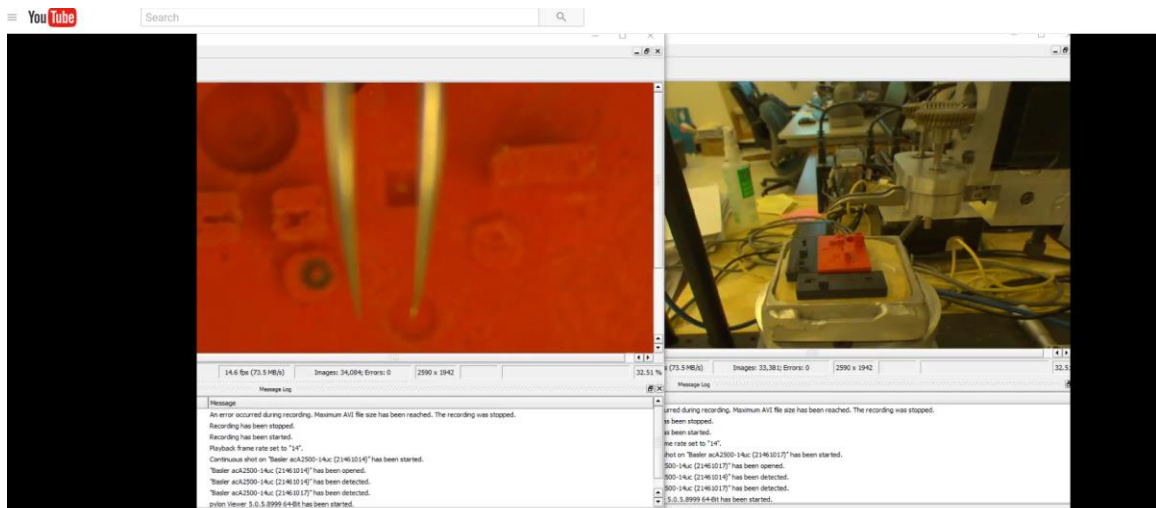 YouTube
Search
14.6 fps (73.5 MB/s) Images: 34,084; Errors: 0 2590 x 1942 32.51 %
Message Log
Message
An error occurred during recording. Maximum AVI file size has been reached. The recording was stopped.
Recording has been stopped.
Recording has been started.
Playback frame rate set to "14".
Continuous shot on "Basler acA2500-14uc (21461014)" has been started.
"Basler acA2500-14uc (21461014)" has been opened.
"Basler acA2500-14uc (21461014)" has been detected.
"Basler acA2500-14uc (21461017)" has been detected.
pylon Viewer 5.0.5.8999 64-Bit has been started.
(73.5 MB/s) Images: 33,381; Errors: 0 2590 x 1942 32.5
Message Log
urred during recording. Maximum AVI file size has been reached. The recording was stopped.
as been stopped.
as been started.
me rate set to "14".
shot on "Basler acA2500-14uc (21461017)" has been started.
500-14uc (21461017)" has been opened.
500-14uc (21461014)" has been detected.
500-14uc (21461017)" has been detected.
5.0.5.8999 64-Bit has been started.